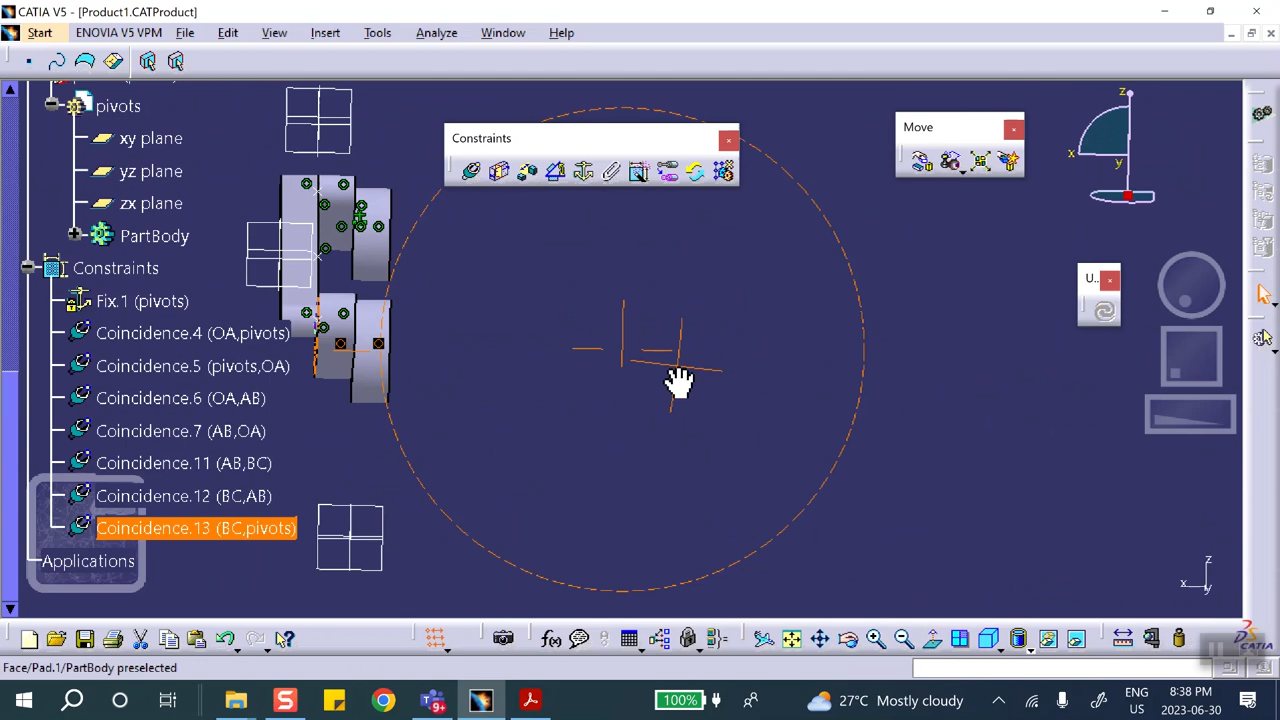 CATIA V5 - [Product1.CATProduct]
Start ENOVIA V5 VPM File Edit View Insert Format Tools Analyze Window Help
pivots
xy plane
yz plane
zx plane
PartBody
Constraints
Fix.1 (pivots)
Coincidence.4 (OA,pivots)
Coincidence.5 (pivots,OA)
Coincidence.6 (OA,AB)
Coincidence.7 (AB,OA)
Coincidence.11 (AB,BC)
Coincidence.12 (BC,AB)
Coincidence.13 (BC,pivots)
Applications
Constraints
Move
U..
z
x
y
z
x
y
f(x)
CATIA
Face/Pad.1/PartBody preselected
9+
100%
27°C Mostly cloudy
ENG
US
8:38 PM
2023-06-30